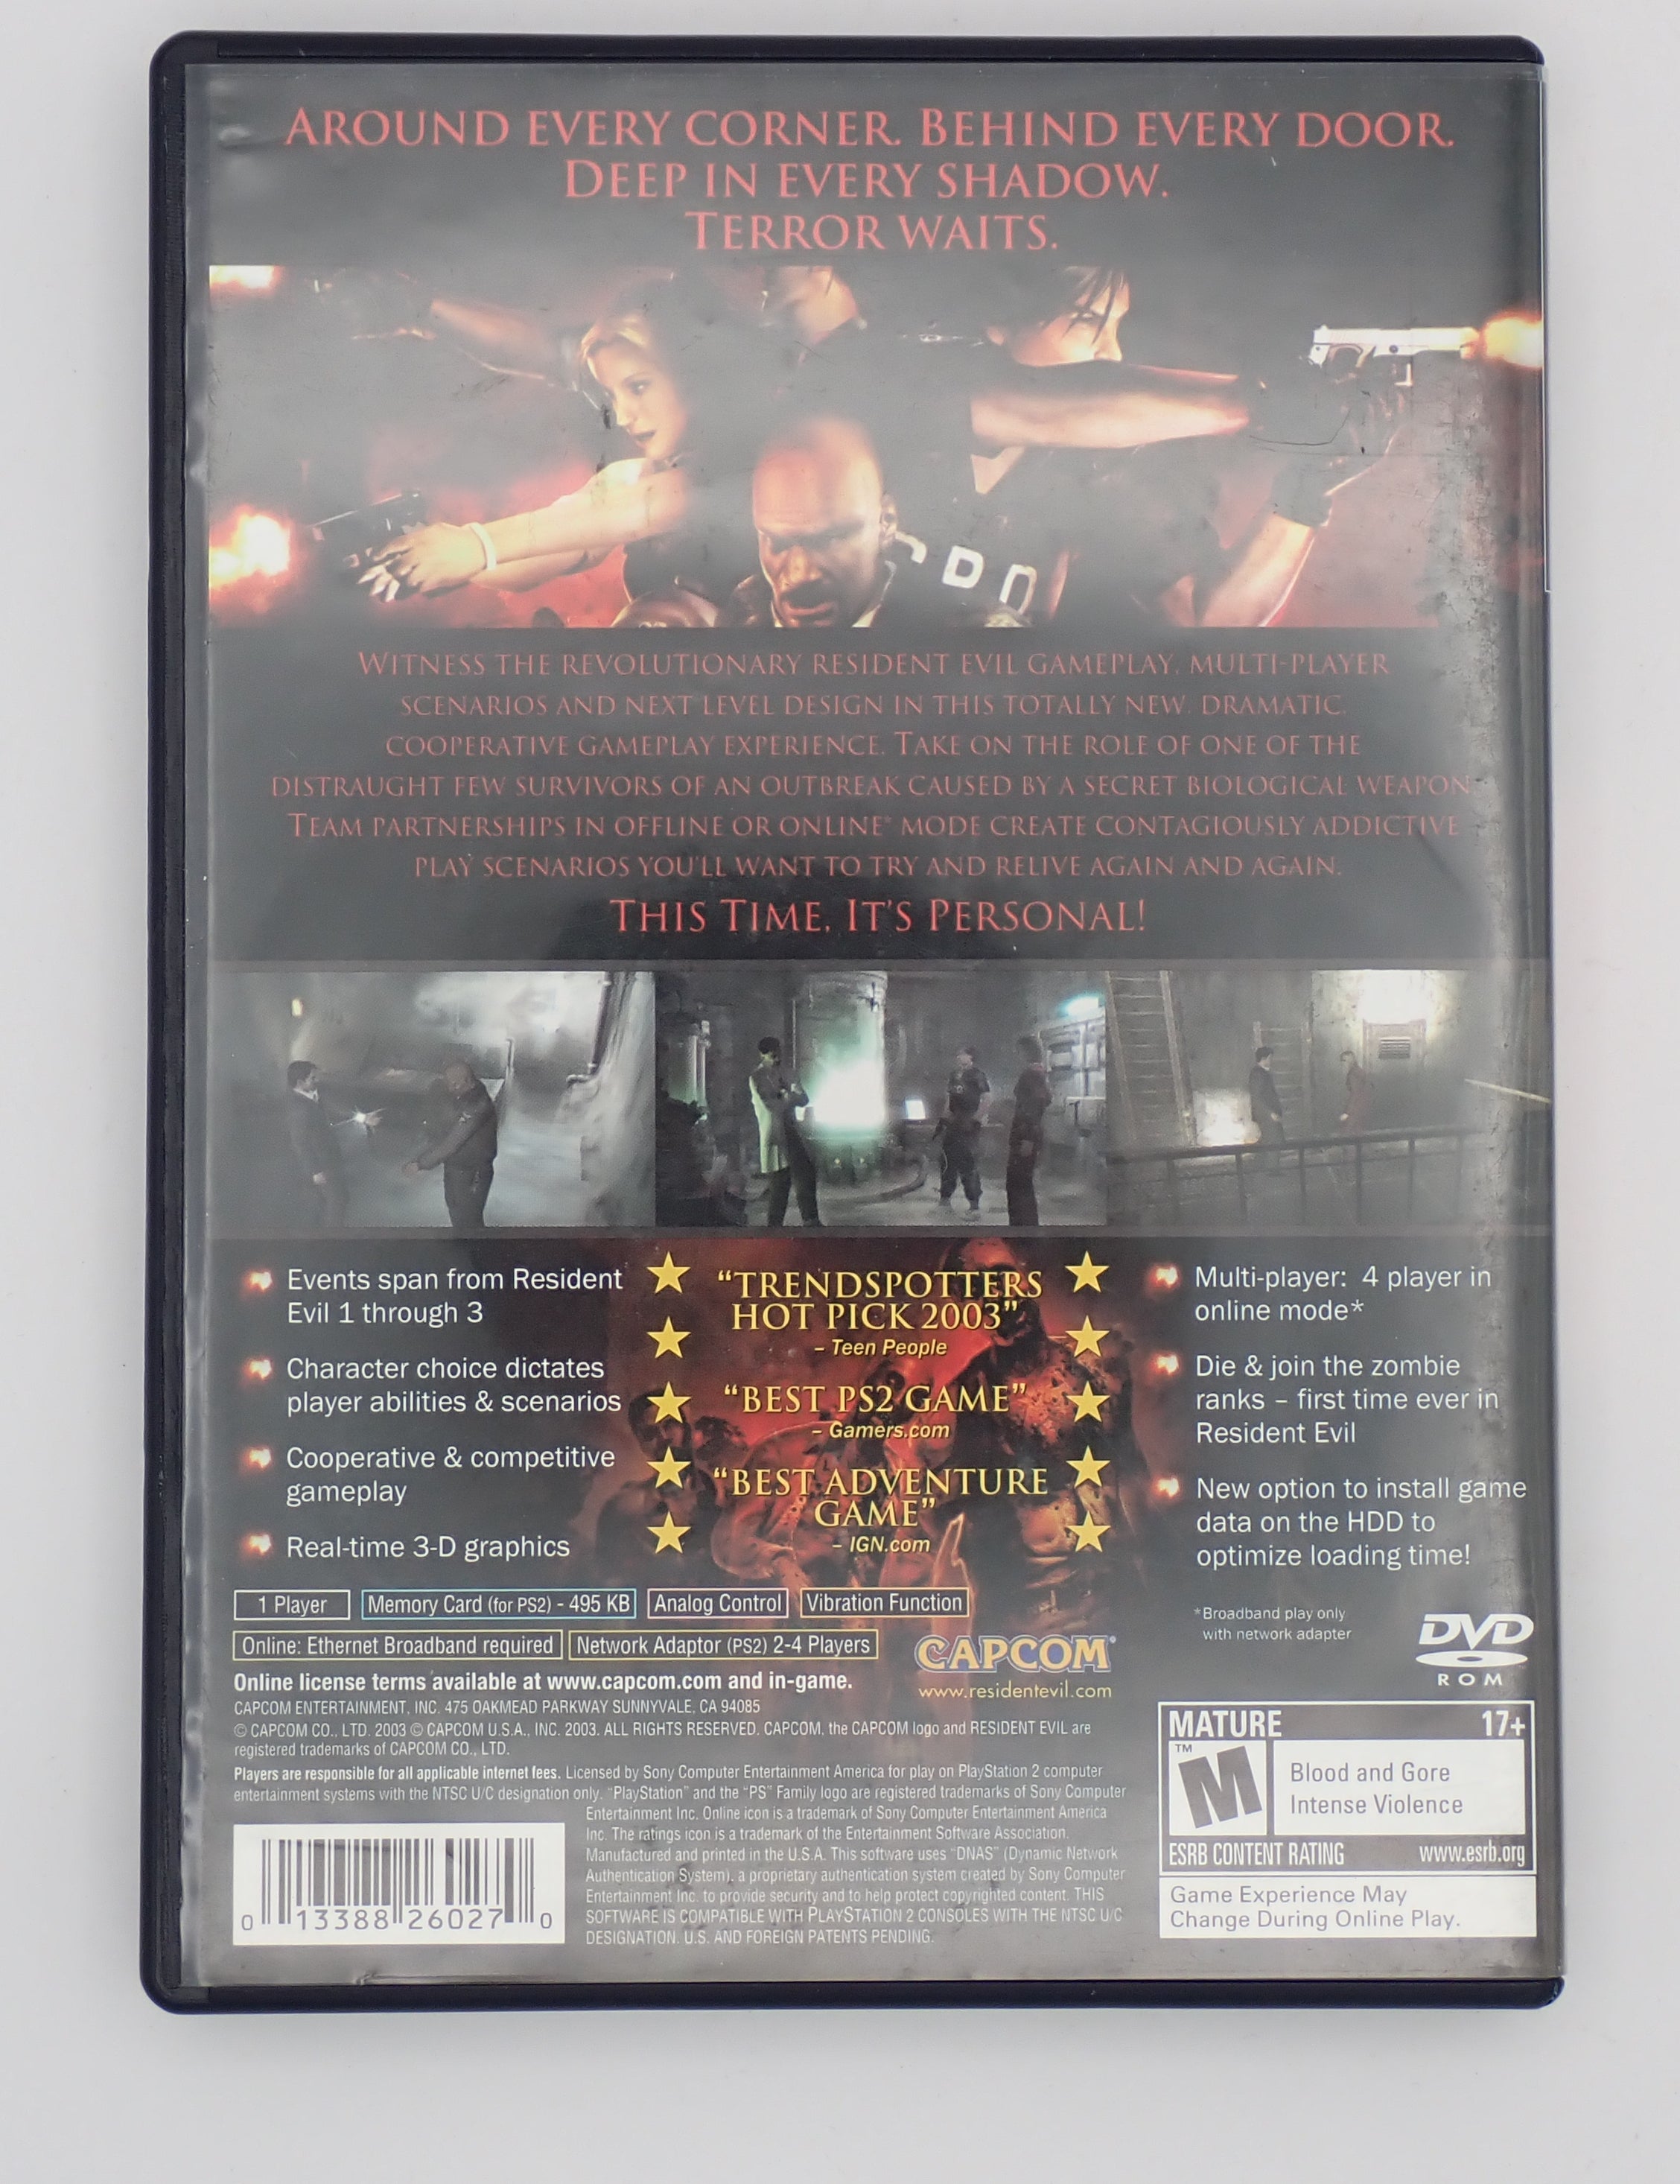 AROUND EVERY CORNER. BEHIND EVERY DOOR.
DEEP IN EVERY SHADOW.
TERROR WAITS.
WITNESS THE REVOLUTIONARY RESIDENT EVIL GAMEPLAY, MULTI-PLAYER
SCENARIOS AND NEXT LEVEL DESIGN IN THIS TOTALLY NEW, DRAMATIC,
COOPERATIVE GAMEPLAY EXPERIENCE. TAKE ON THE ROLE OF ONE OF THE
DISTRAUGHT FEW SURVIVORS OF AN OUTBREAK CAUSED BY A SECRET BIOLOGICAL WEAPON.
TEAM PARTNERSHIPS IN OFFLINE OR ONLINE* MODE CREATE CONTAGIOUSLY ADDICTIVE
PLAY SCENARIOS YOU'LL WANT TO TRY AND RELIVE AGAIN AND AGAIN.
THIS TIME, IT'S PERSONAL!
Events span from Resident
Evil 1 through 3
Character choice dictates
player abilities & scenarios
Cooperative & competitive
gameplay
Real-time 3-D graphics
"TRENDSPOTTERS
HOT PICK 2003"
– Teen People
"BEST PS2 GAME"
– Gamers.com
"BEST ADVENTURE
GAME"
– IGN.com
Multi-player: 4 player in
online mode*
Die & join the zombie
ranks – first time ever in
Resident Evil
New option to install game
data on the HDD to
optimize loading time!
1 Player
Memory Card (for PS2) - 495 KB
Analog Control
Vibration Function
Online: Ethernet Broadband required
Network Adaptor (PS2) 2-4 Players
CAPCOM
www.residentevil.com
*Broadband play only
with network adapter
DVD
ROM
Online license terms available at www.capcom.com and in-game.
CAPCOM ENTERTAINMENT, INC. 475 OAKMEAD PARKWAY SUNNYVALE, CA 94085
© CAPCOM CO., LTD. 2003 © CAPCOM U.S.A., INC. 2003. ALL RIGHTS RESERVED. CAPCOM, the CAPCOM logo and RESIDENT EVIL are
registered trademarks of CAPCOM CO., LTD.
Players are responsible for all applicable internet fees. Licensed by Sony Computer Entertainment America for play on PlayStation 2 computer
entertainment systems with the NTSC U/C designation only. "PlayStation" and the "PS" Family logo are registered trademarks of Sony Computer
Entertainment Inc. Online icon is a trademark of Sony Computer Entertainment America
Inc. The ratings icon is a trademark of the Entertainment Software Association.
Manufactured and printed in the U.S.A. This software uses "DNAS" (Dynamic Network
Authentication System), a proprietary authentication system created by Sony Computer
Entertainment Inc. to provide security and to help protect copyrighted content. THIS
SOFTWARE IS COMPATIBLE WITH PLAYSTATION 2 CONSOLES WITH THE NTSC U/C
DESIGNATION. U.S. AND FOREIGN PATENTS PENDING.
0 13388 26027 0
MATURE 17+
TM
M
Blood and Gore
Intense Violence
ESRB CONTENT RATING www.esrb.org
Game Experience May
Change During Online Play.